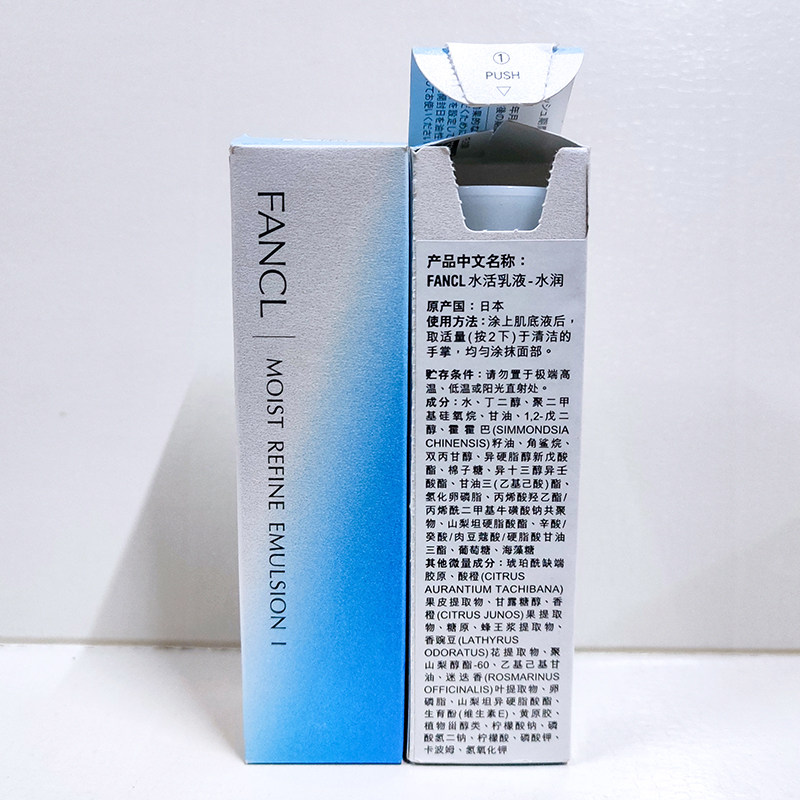 ① PUSH
FANCL | MOIST REFINE EMULSION I
产品中文名称：
FANCL 水活乳液-水润
原产国：日本
使用方法：涂上肌底液后，
取适量(按2下)于清洁的
手掌，均匀涂抹面部。
贮存条件：请勿置于极端高
温、低温或阳光直射处。
成分：水、丁二醇、聚二甲
基硅氧烷、甘油、1,2-戊二
醇、霍霍巴(SIMMONDSIA
CHINENSIS)籽油、角鲨烷、
双丙甘醇、异硬脂醇新戊酸
酯、棉子糖、异十三醇异壬
酸酯、甘油三(乙基己酸)酯、
氢化卵磷脂、丙烯酸羟乙酯/
丙烯酰二甲基牛磺酸钠共聚
物、山梨坦硬脂酸酯、辛酸/
癸酸/肉豆蔻酸/硬脂酸甘油
三酯、葡萄糖、海藻糖
其他微量成分：琥珀酰缺端
胶原、酸橙(CITRUS
AURANTIUM TACHIBANA)
果皮提取物、甘露糖醇、香
橙(CITRUS JUNOS)果提取
物、糖原、蜂王浆提取物、
香豌豆(LATHYRUS
ODORATUS)花提取物、聚
山梨醇酯-60、乙基己基甘
油、迷迭香(ROSMARINUS
OFFICINALIS)叶提取物、卵
磷脂、山梨坦异硬脂酸酯、
生育酚(维生素E)、黄原胶、
植物甾醇类、柠檬酸钠、磷
酸氢二钠、柠檬酸、磷酸钾、
卡波姆、氢氧化钾